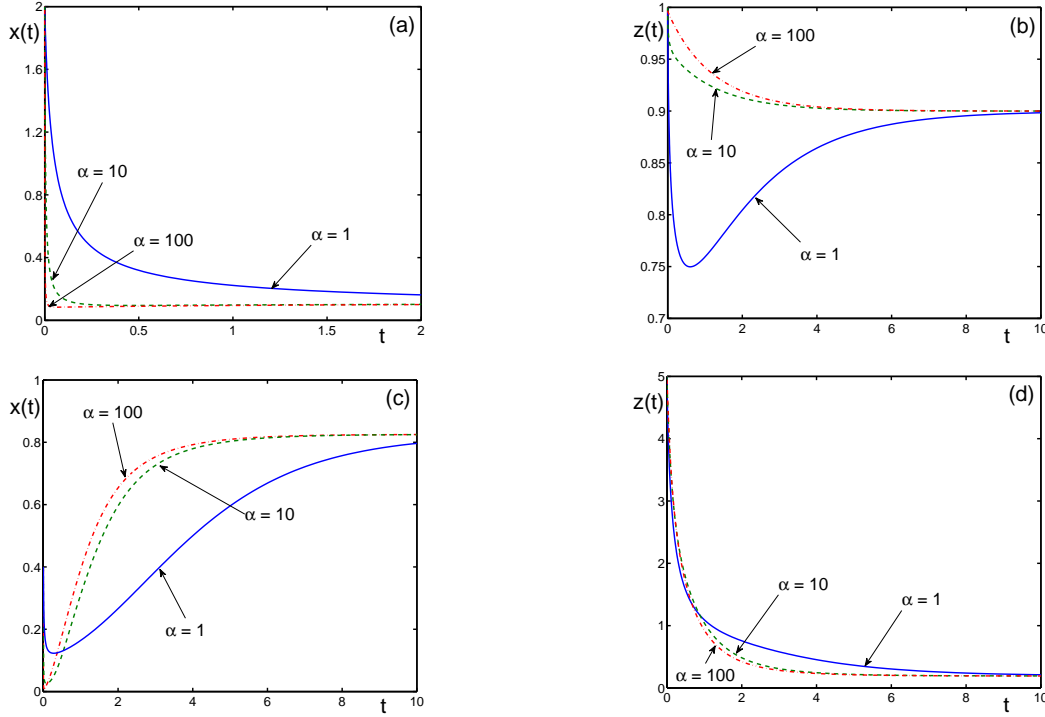 (a)
x(t)
2
1.6
1.2
0.8
0.4
0
α = 10
α = 100
α = 1
0
0.5
1
1.5
2
t
(b)
z(t)
1
0.95
0.9
0.85
0.8
0.75
0.7
α = 100
α = 10
α = 1
0
2
4
6
8
10
t
(c)
x(t)
1
0.8
0.6
0.4
0.2
0
α = 100
α = 10
α = 1
0
2
4
6
8
10
t
(d)
z(t)
5
4
3
2
1
0
α = 10
α = 1
α = 100
0
2
4
6
8
10
t